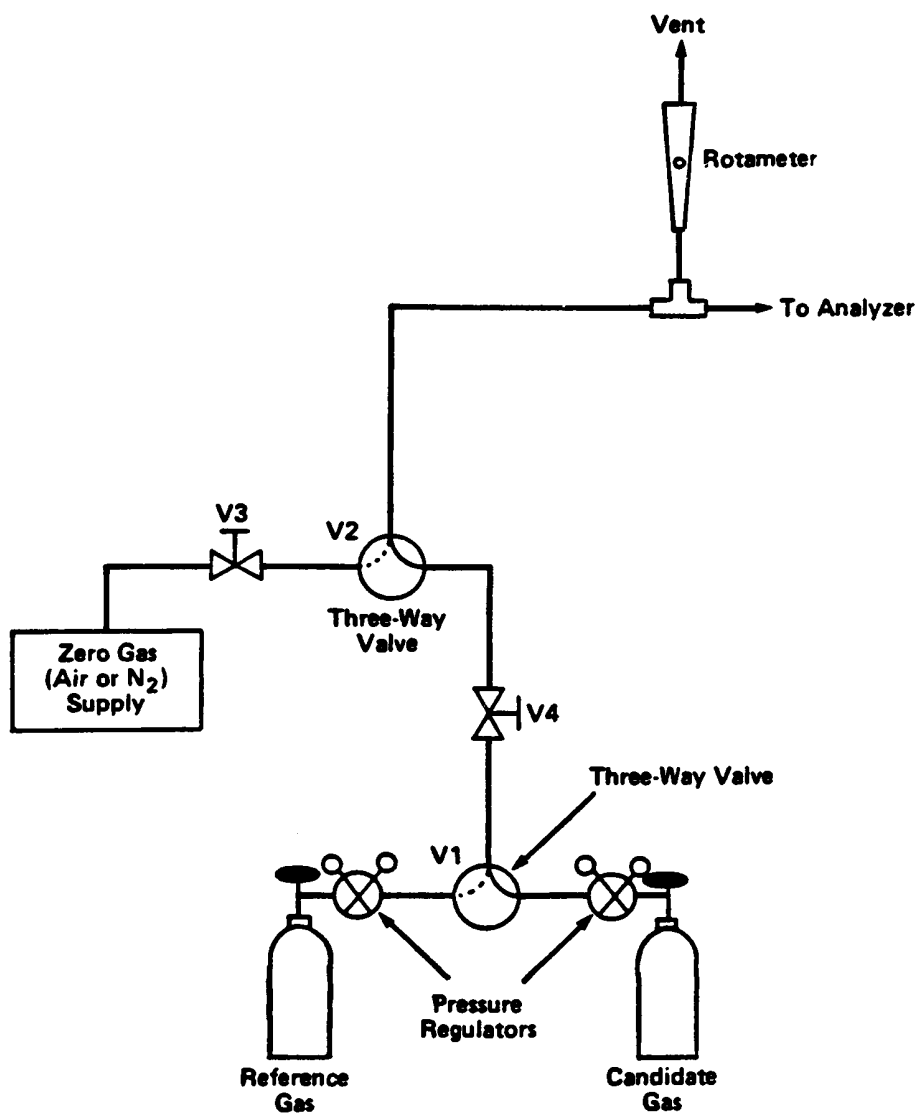 Vent
Rotameter
To Analyzer
V3
V2
Three-Way
Valve
Zero Gas
(Air or N2)
Supply
V4
Three-Way Valve
V1
Pressure
Regulators
Reference
Gas
Candidate
Gas